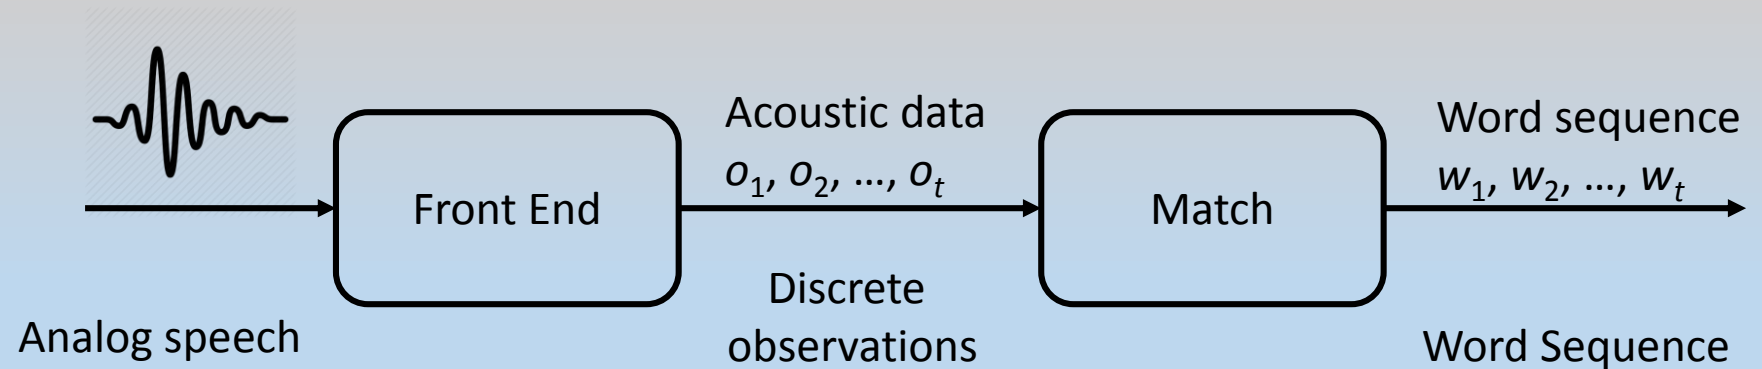 Acoustic data
o₁, o₂, …, oₜ
Word sequence
w₁, w₂, …, wₜ
Front End
Match
Analog speech
Discrete
observations
Word Sequence